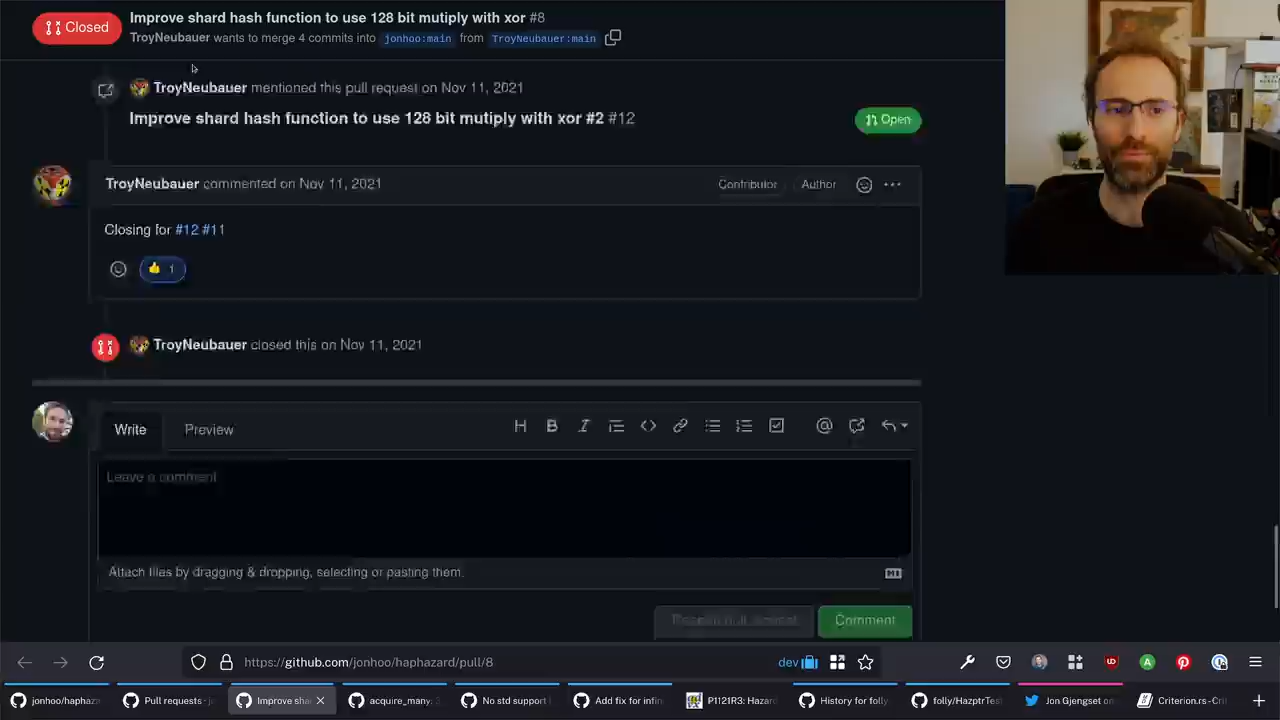 Closed
Improve shard hash function to use 128 bit mutiply with xor #8
TroyNeubauer wants to merge 4 commits into jonhoo:main from TroyNeubauer:main
TroyNeubauer mentioned this pull request on Nov 11, 2021
Improve shard hash function to use 128 bit mutiply with xor #2 #12
Open
TroyNeubauer commented on Nov 11, 2021
Contributor
Author
Closing for #12 #11
1
TroyNeubauer closed this on Nov 11, 2021
Write
Preview
Leave a comment
Attach files by dragging & dropping, selecting or pasting them.
Comment
https://github.com/jonhoo/haphazard/pull/8
dev
jonhoo/haphaz
Pull requests · j
Improve sha
acquire_many:
No std support
Add fix for infin
P1121R3: Hazard
History for folly
folly/HazptrTest
Jon Gjengset on
Criterion.rs - Crit